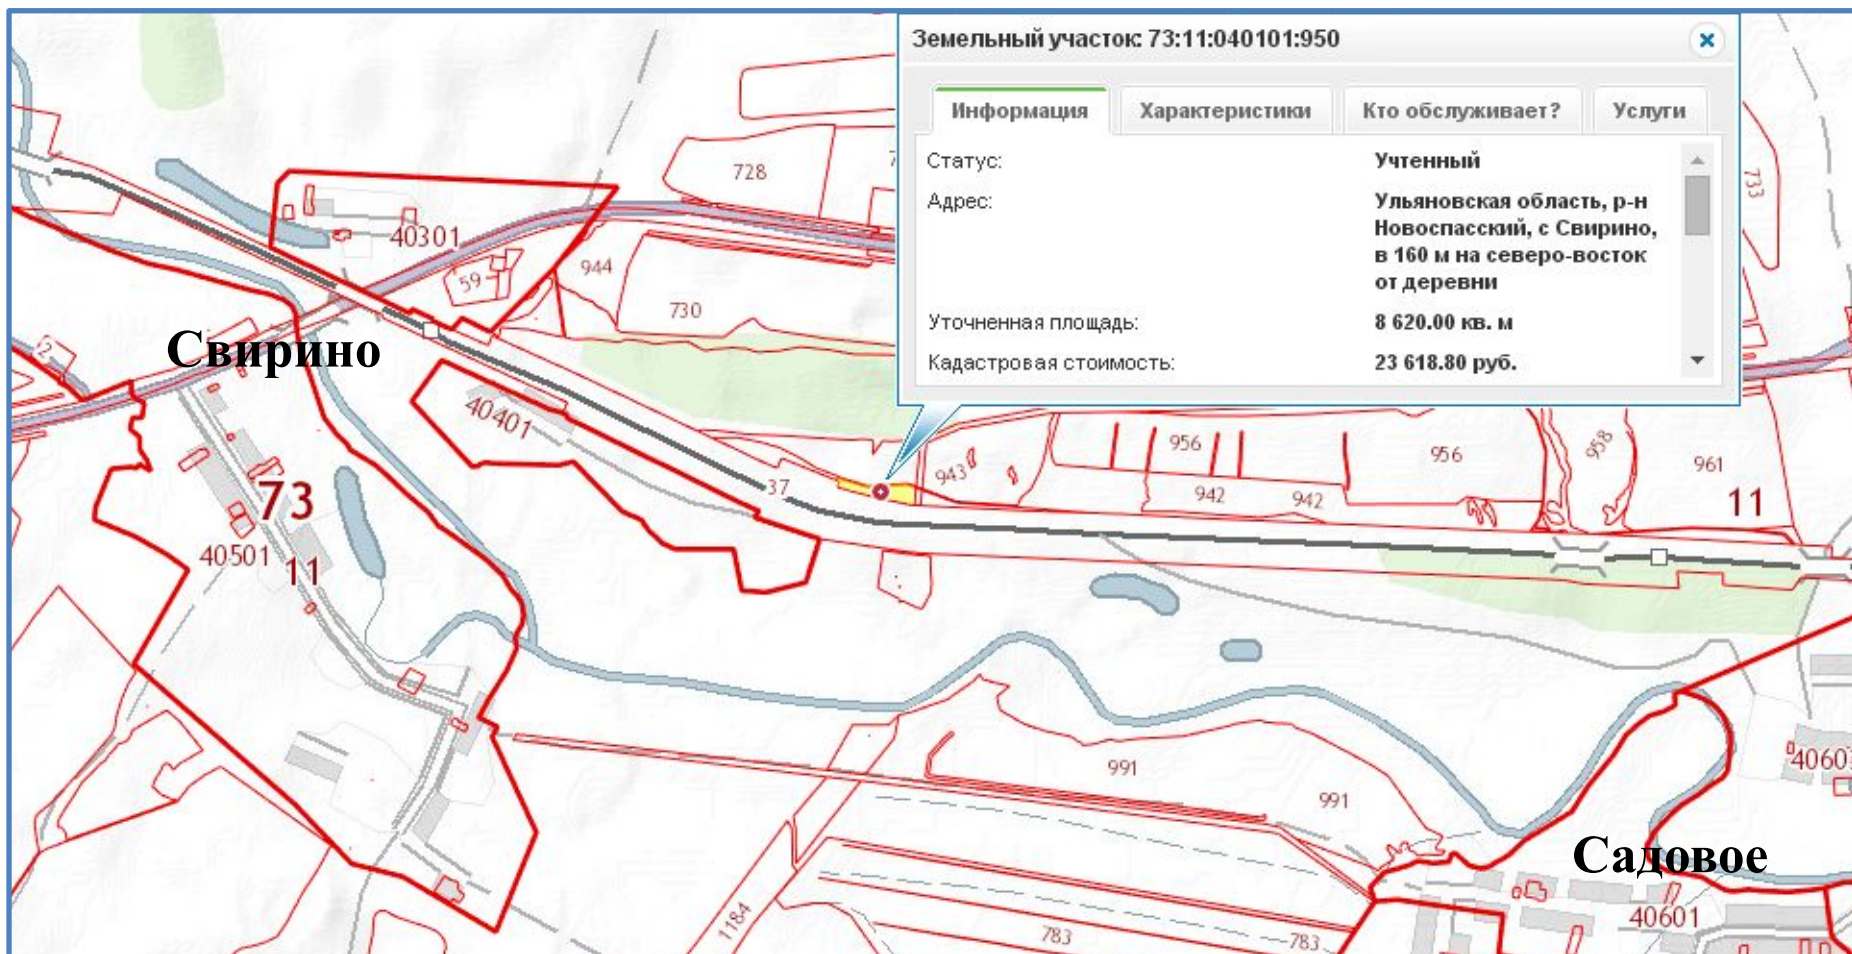 Земельный участок: 73:11:040101:950
Информация
Характеристики
Кто обслуживает?
Услуги
Статус:
Учтенный
Адрес:
Ульяновская область, р-н
Новоспасский, с Свирино,
в 160 м на северо-восток
от деревни
Уточненная площадь:
8 620.00 кв. м
Кадастровая стоимость:
23 618.80 руб.
728
733
40301
944
59
730
2
Свирино
40401
956
956
958
961
943
37
942
942
11
73
40501
11
991
991
4060
Садовое
1184
783
783
40601